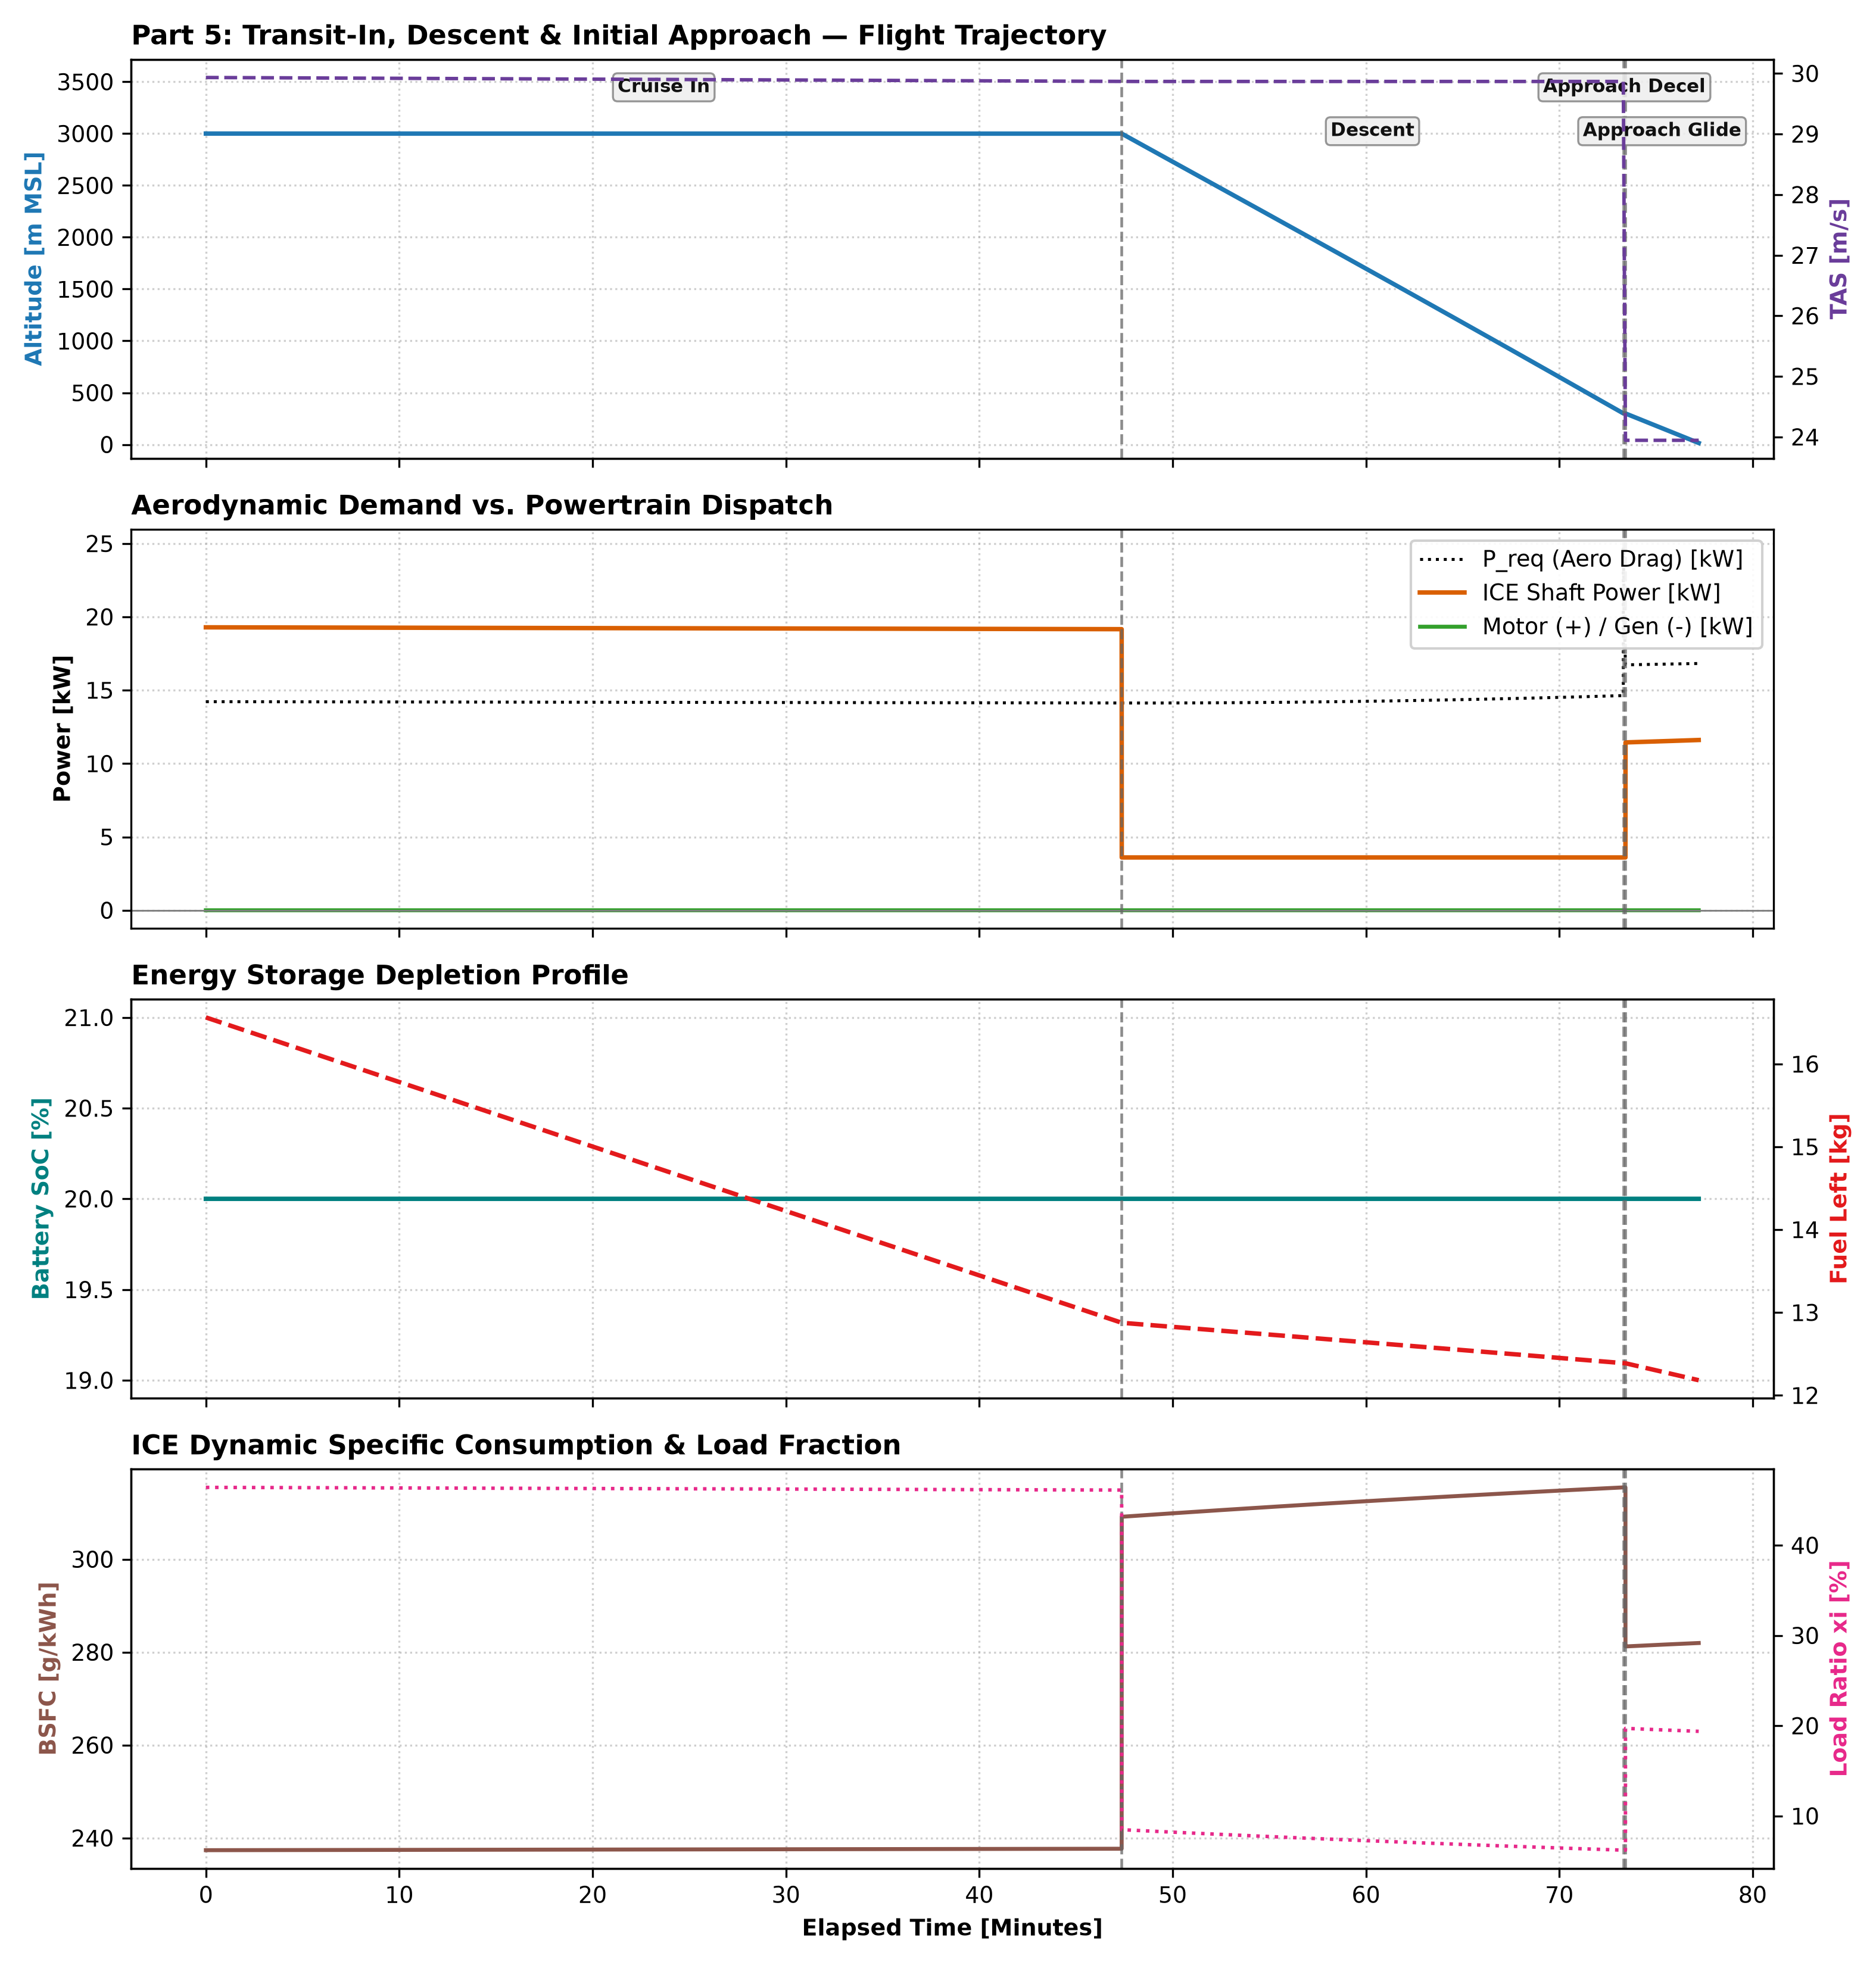 Part 5: Transit-In, Descent & Initial Approach — Flight Trajectory
Altitude [m MSL]
3500
3000
2500
2000
1500
1000
500
0
Cruise In
Descent
Approach Decel
Approach Glide
30
29
28
27
26
25
24
TAS [m/s]
Aerodynamic Demand vs. Powertrain Dispatch
Power [kW]
25
20
15
10
5
0
P_req (Aero Drag) [kW]
ICE Shaft Power [kW]
Motor (+) / Gen (-) [kW]
Energy Storage Depletion Profile
Battery SoC [%]
21.0
20.5
20.0
19.5
19.0
16
15
14
13
12
Fuel Left [kg]
ICE Dynamic Specific Consumption & Load Fraction
BSFC [g/kWh]
300
280
260
240
40
30
20
10
Load Ratio xi [%]
0 10 20 30 40 50 60 70 80
Elapsed Time [Minutes]